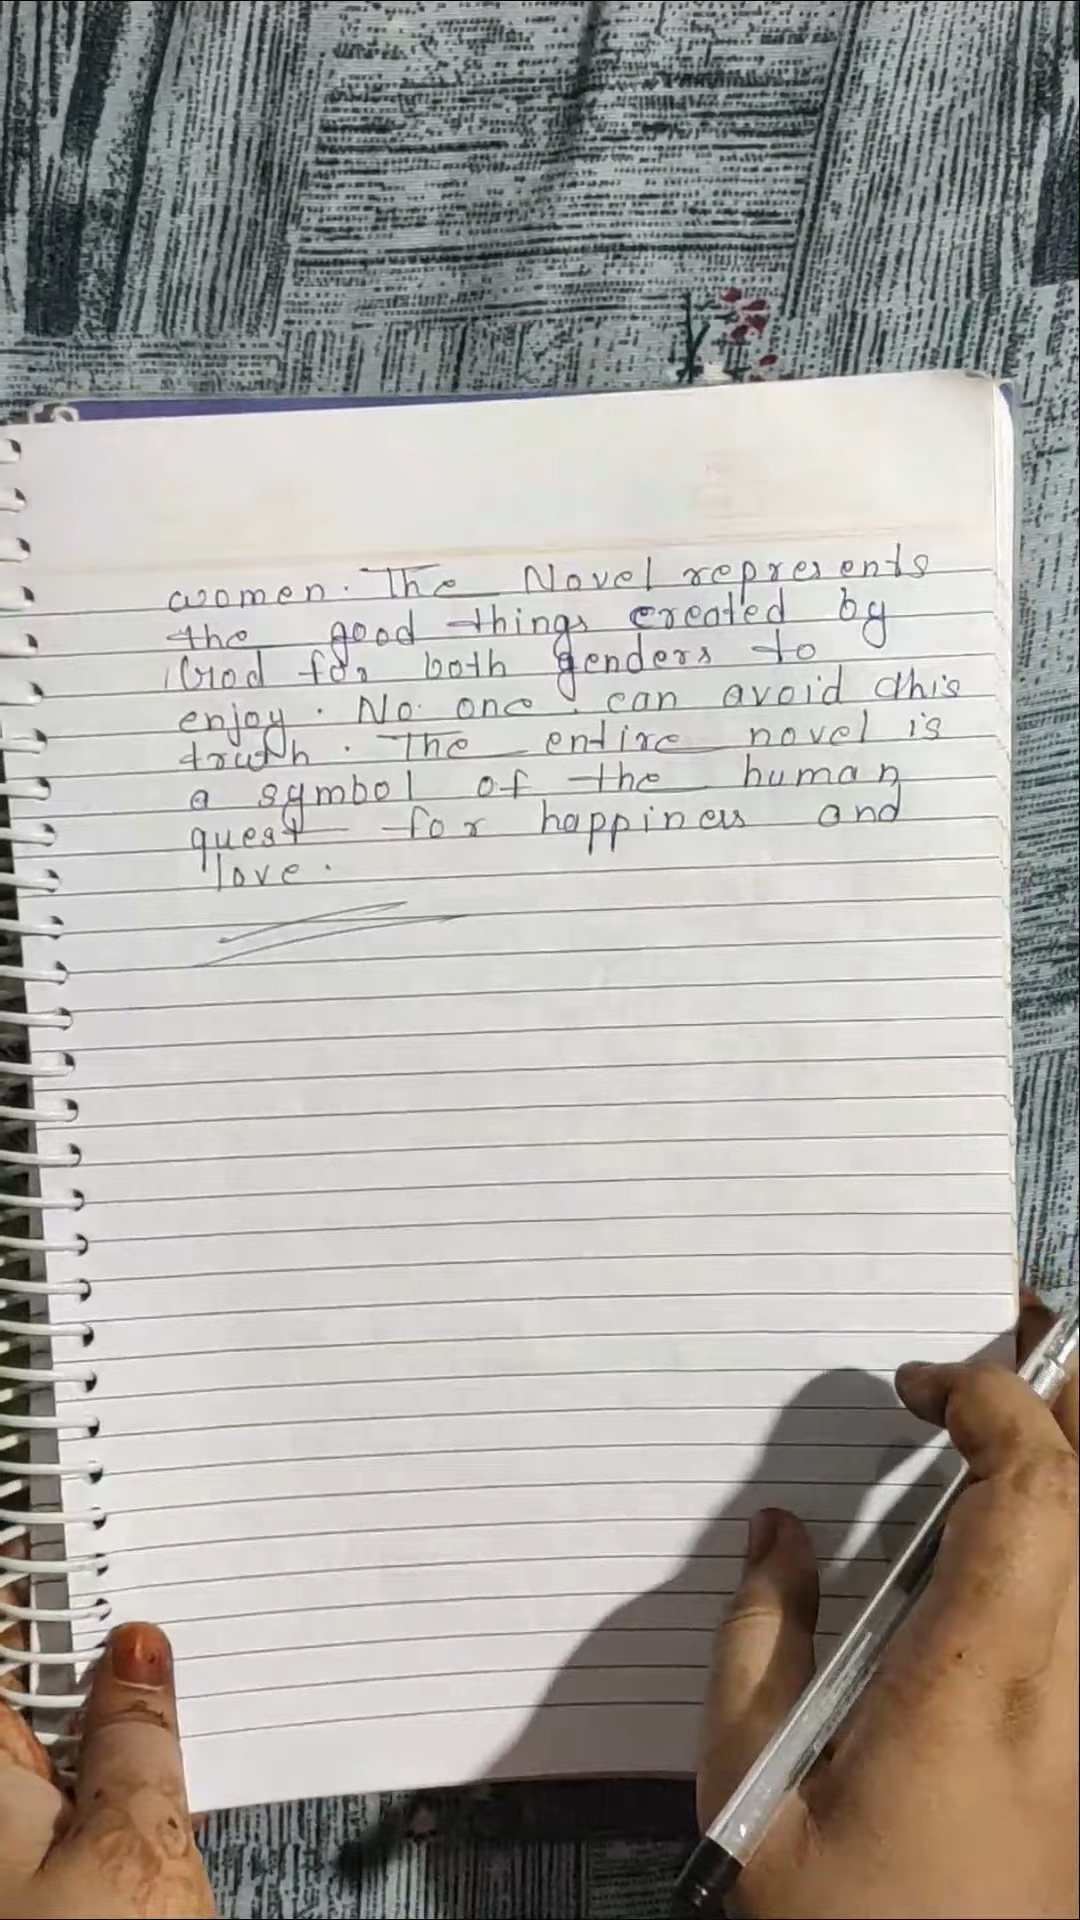 women. The Novel represents
the good things created by
God for both genders to
enjoy. No one can avoid this
truth. The entire novel is
a symbol of the human
quest for happiness and
love.